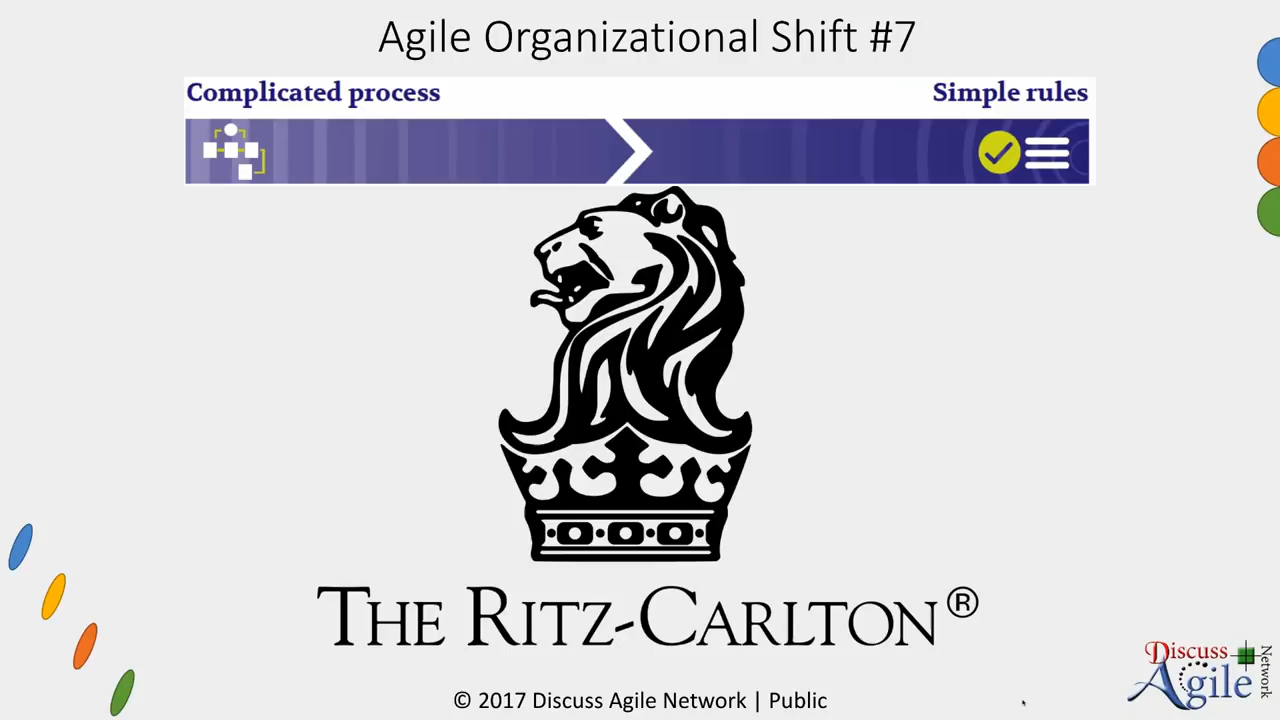 Agile Organizational Shift #7
Complicated process
Simple rules
THE RITZ-CARLTON®
© 2017 Discuss Agile Network | Public
Discuss
Agile
Network